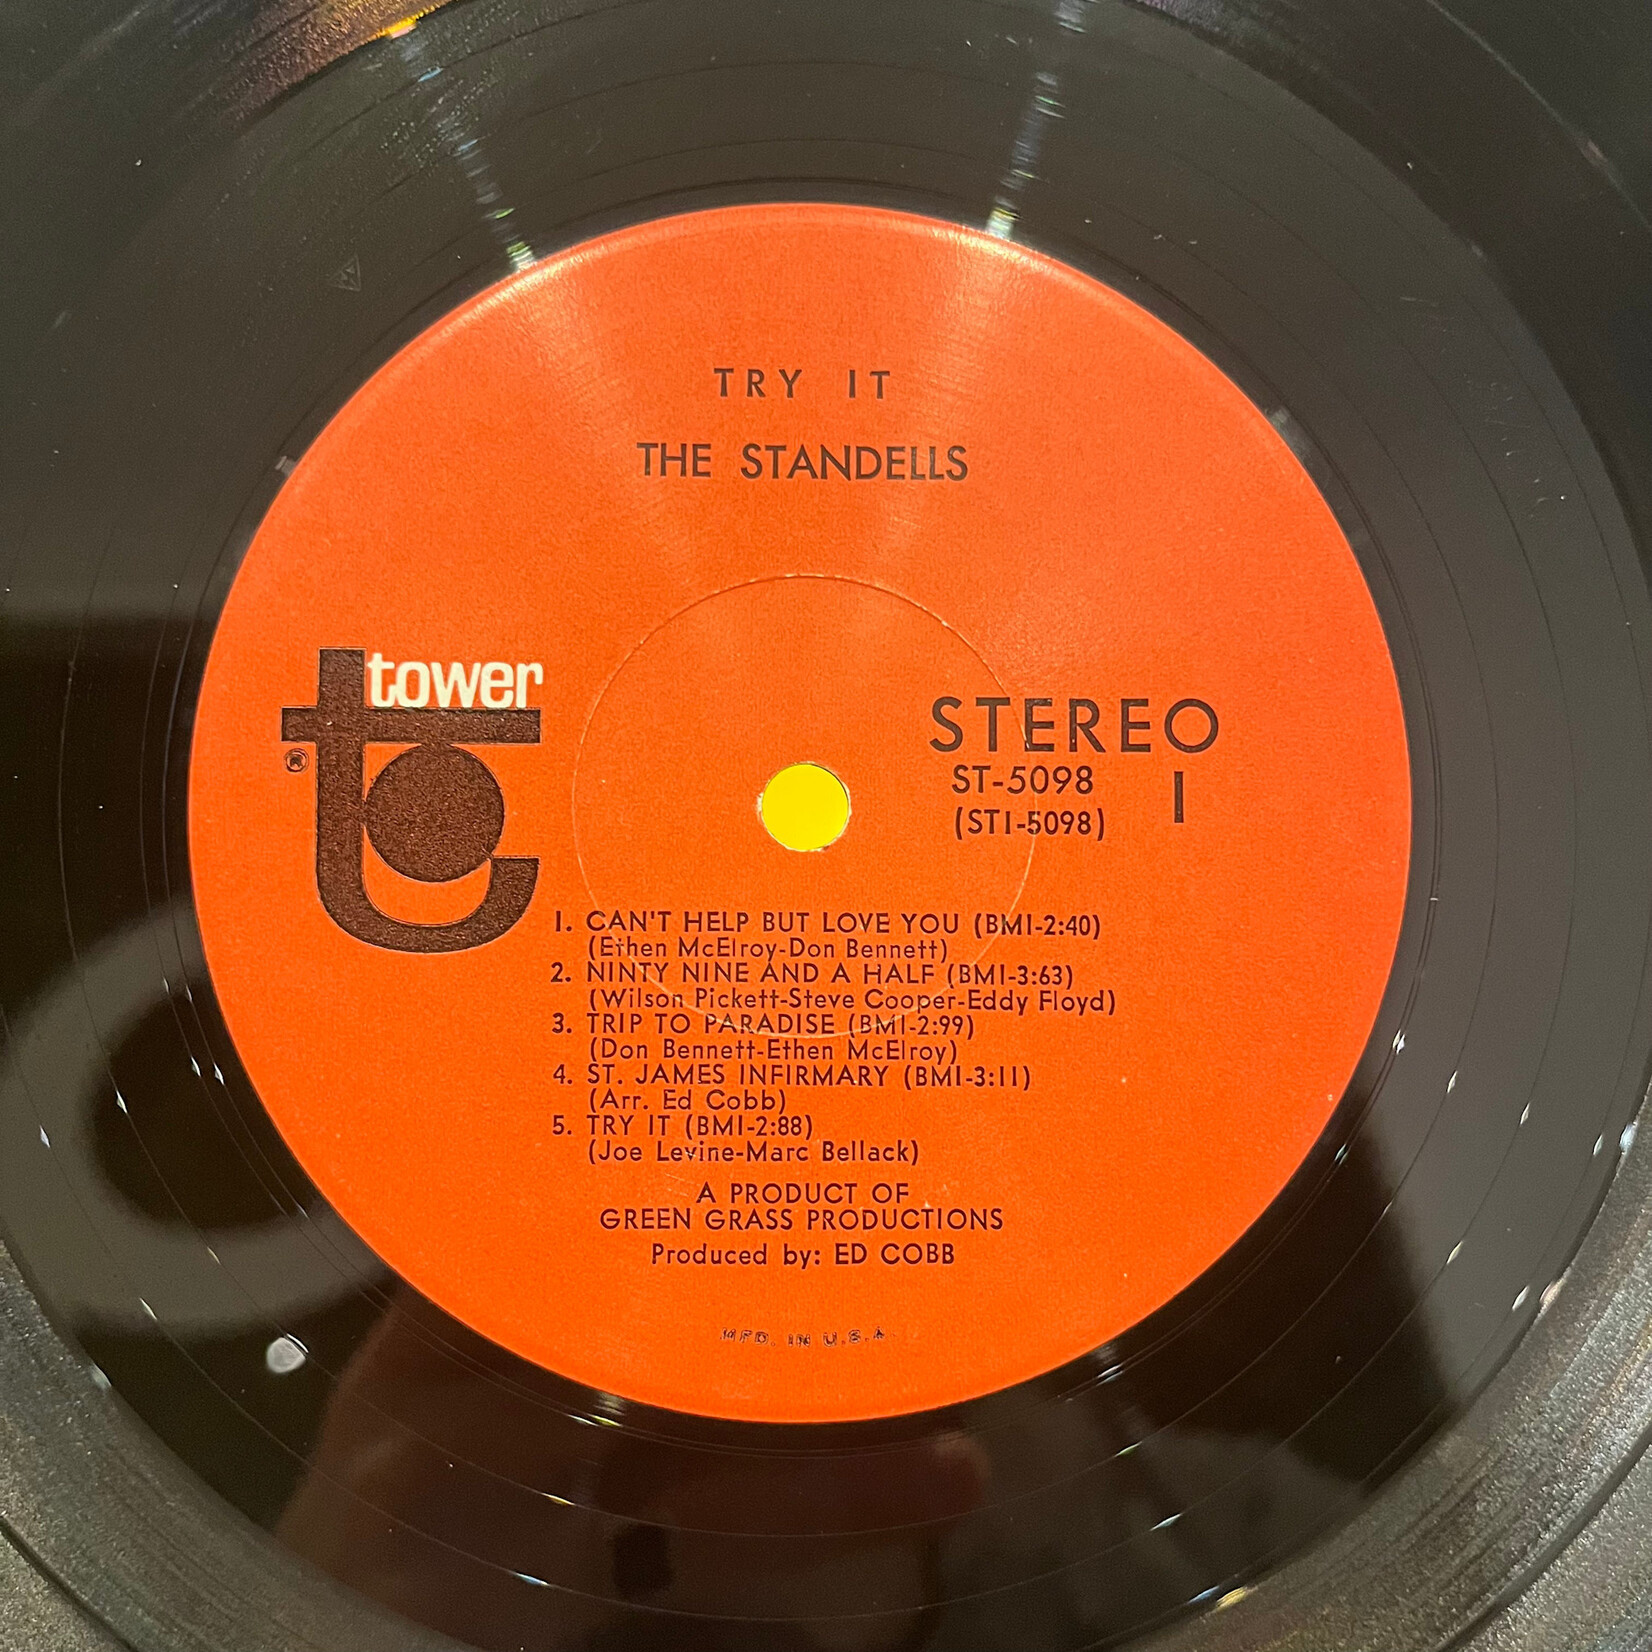 TRY IT
THE STANDELLS
tower
®
STEREO
ST-5098
1
(ST1-5098)
1. CAN'T HELP BUT LOVE YOU (BMI-2:40)
(Ethen McElroy-Don Bennett)
2. NINTY NINE AND A HALF (BMI-3:63)
(Wilson Pickett-Steve Cooper-Eddy Floyd)
3. TRIP TO PARADISE (BMI-2:99)
(Don Bennett-Ethen McElroy)
4. ST. JAMES INFIRMARY (BMI-3:11)
(Arr. Ed Cobb)
5. TRY IT (BMI-2:88)
(Joe Levine-Marc Bellack)
A PRODUCT OF
GREEN GRASS PRODUCTIONS
Produced by: ED COBB
MFD. IN U.S.A